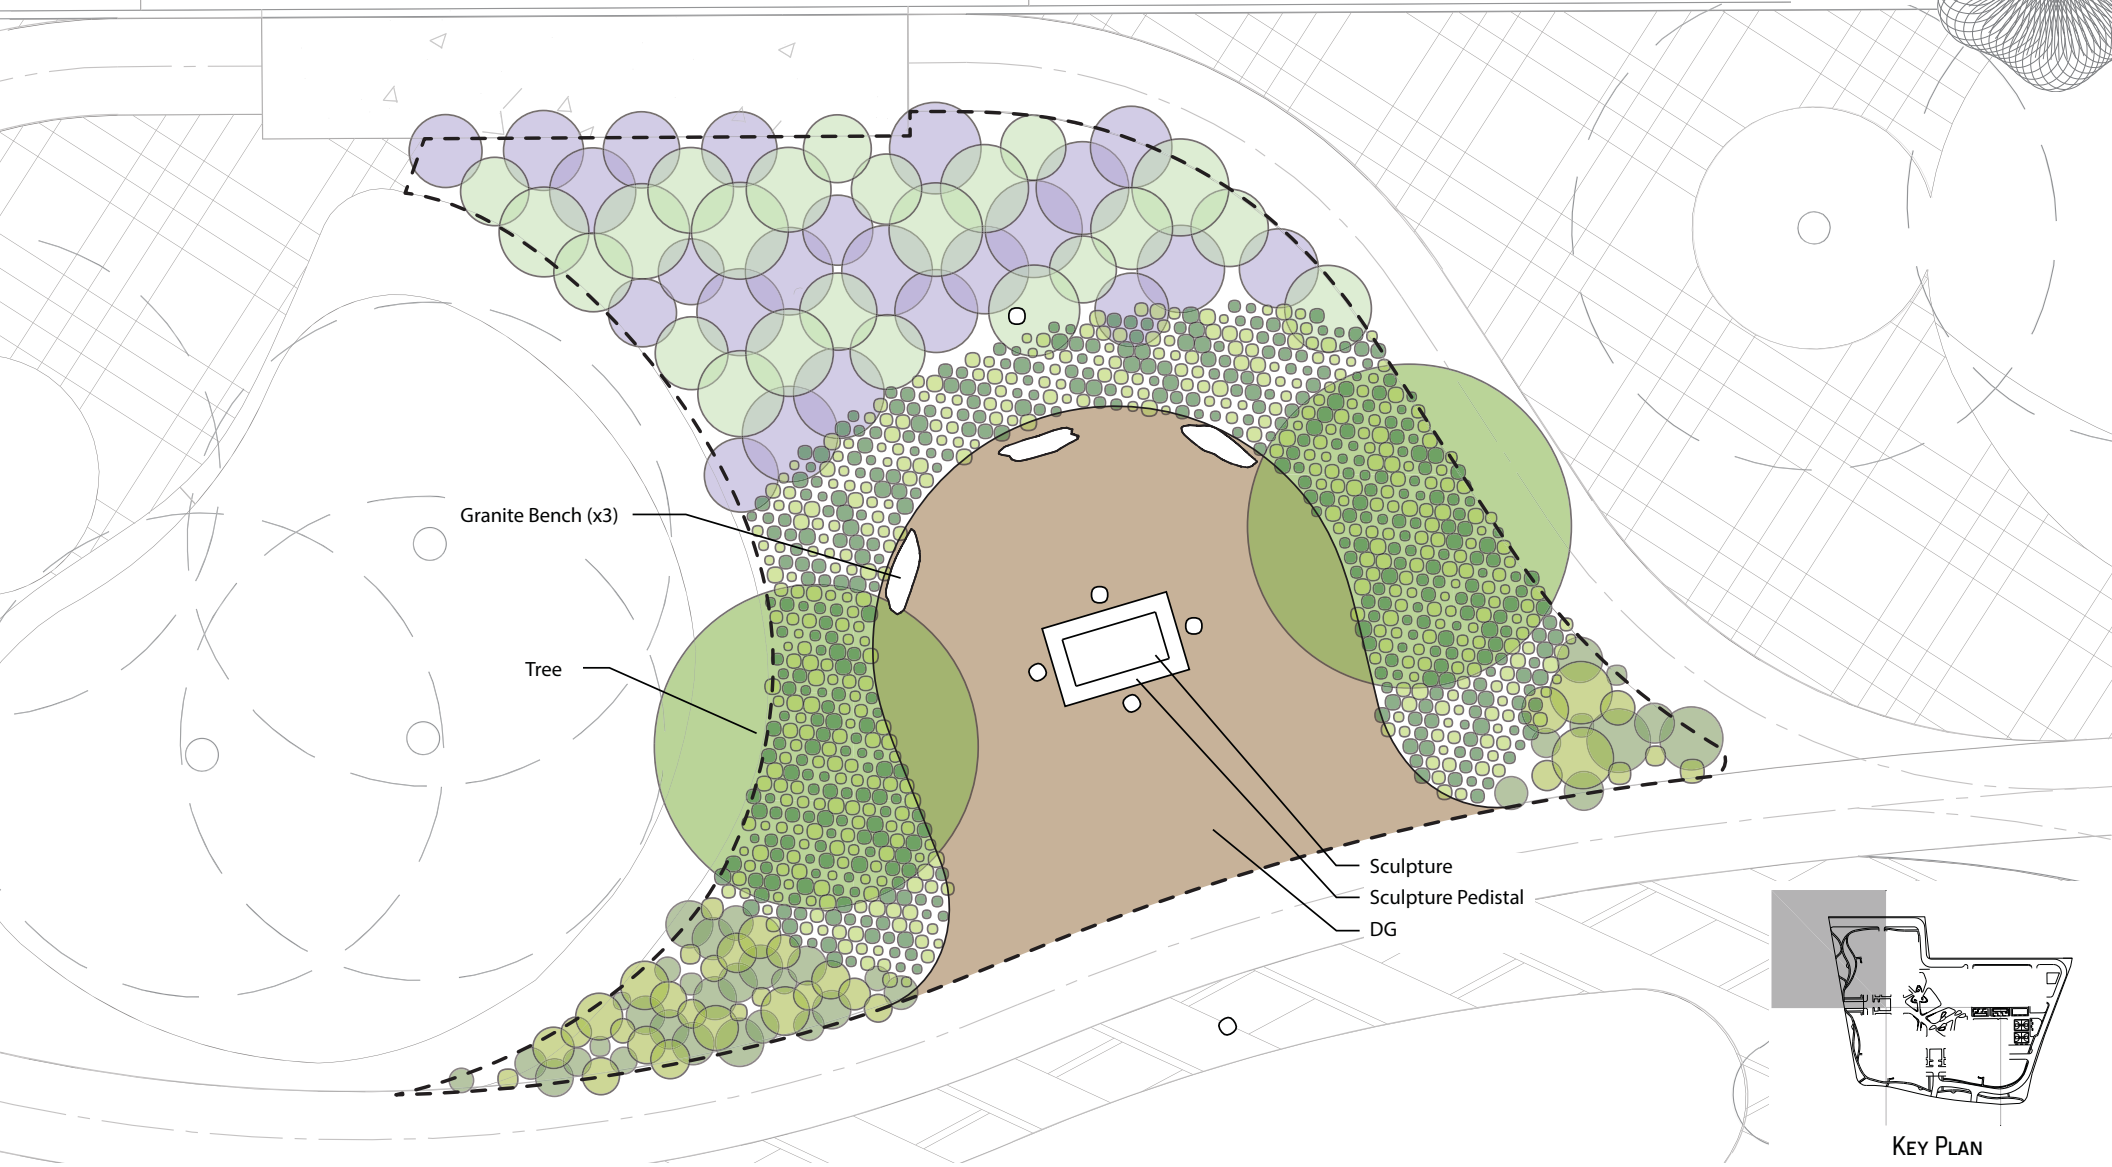 Granite Bench (x3)
Tree
Sculpture
Sculpture Pedistal
DG
KEY PLAN